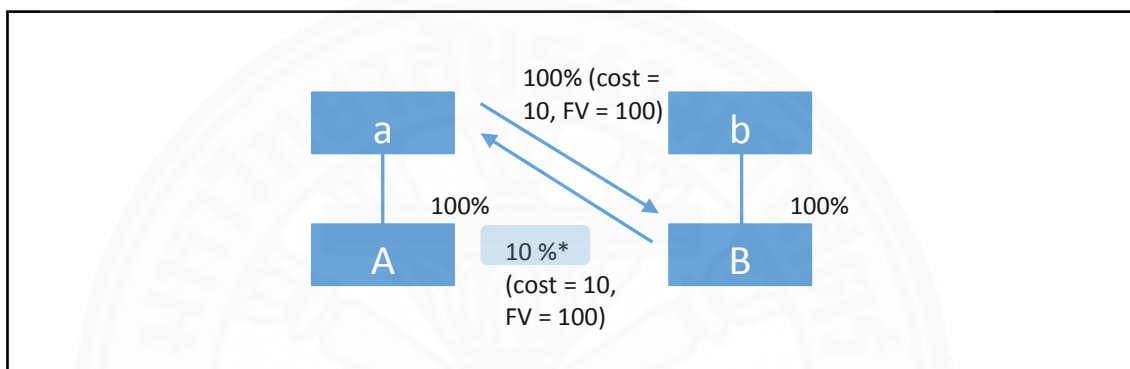 100% (cost =
10, FV = 100)
a
b
100%
100%
A
10 %*
B
(cost = 10,
FV = 100)